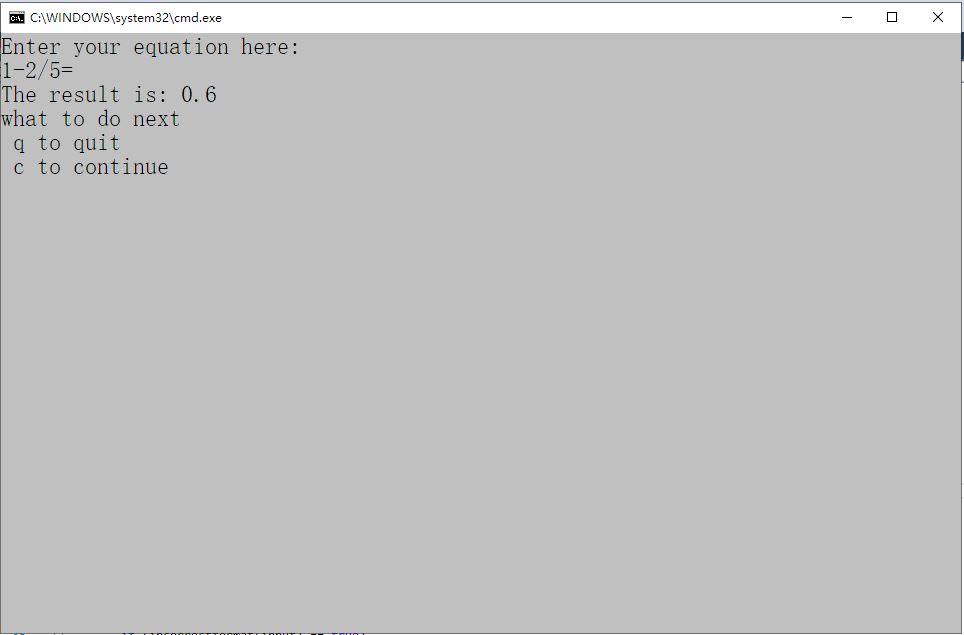 C:\WINDOWS\system32\cmd.exe
Enter your equation here:
1-2/5=
The result is: 0.6
what to do next
q to quit
c to continue